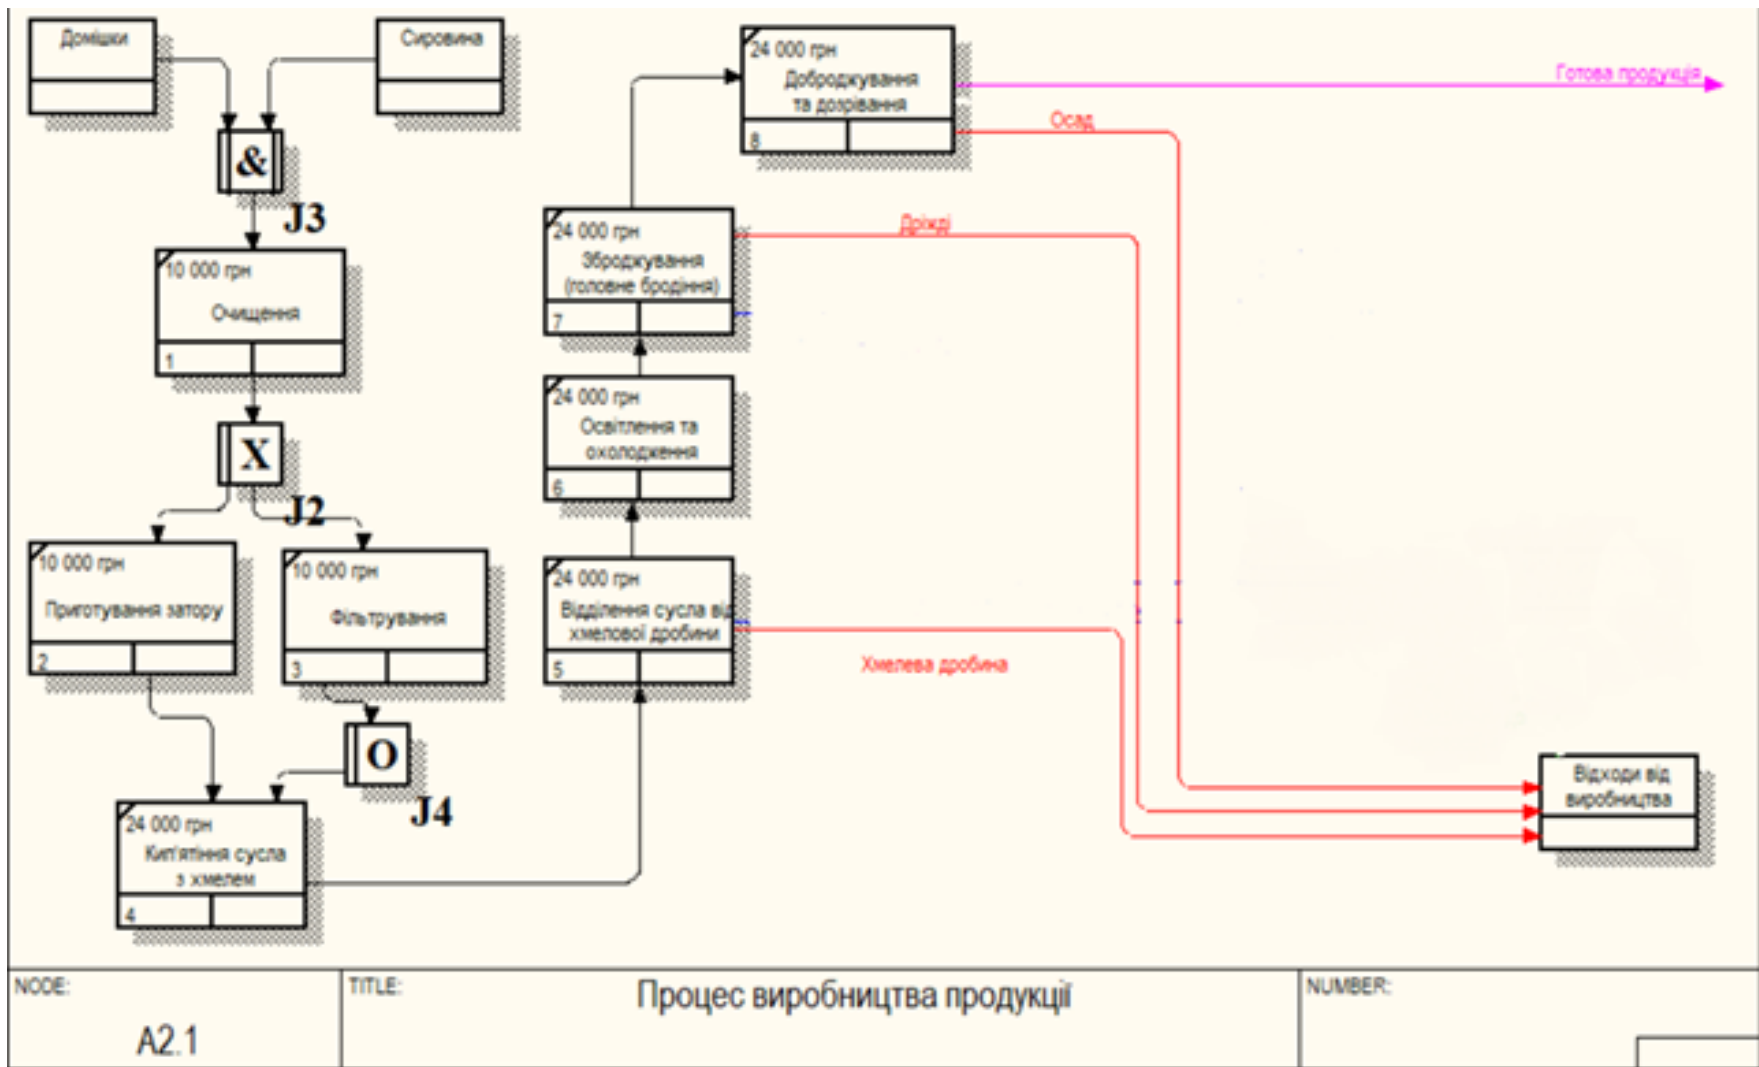 Домішки
Сировина
&
J3
10 000 грн
Очищення
1
X
J2
10 000 грн
Приготування затору
2
10 000 грн
Фільтрування
3
O
J4
24 000 грн
Кип'ятіння сусла
з хмелем
4
24 000 грн
Відділення сусла від
хмелової дробини
5
24 000 грн
Освітлення та
охолодження
6
24 000 грн
Зброджування
(головне бродіння)
7
24 000 грн
Доброджування
та дозрівання
8
Готова продукція
Осад
Дріжді
Хмелева дробина
Відходи від
виробництва
NODE:
A2.1
TITLE:
Процес виробництва продукції
NUMBER: